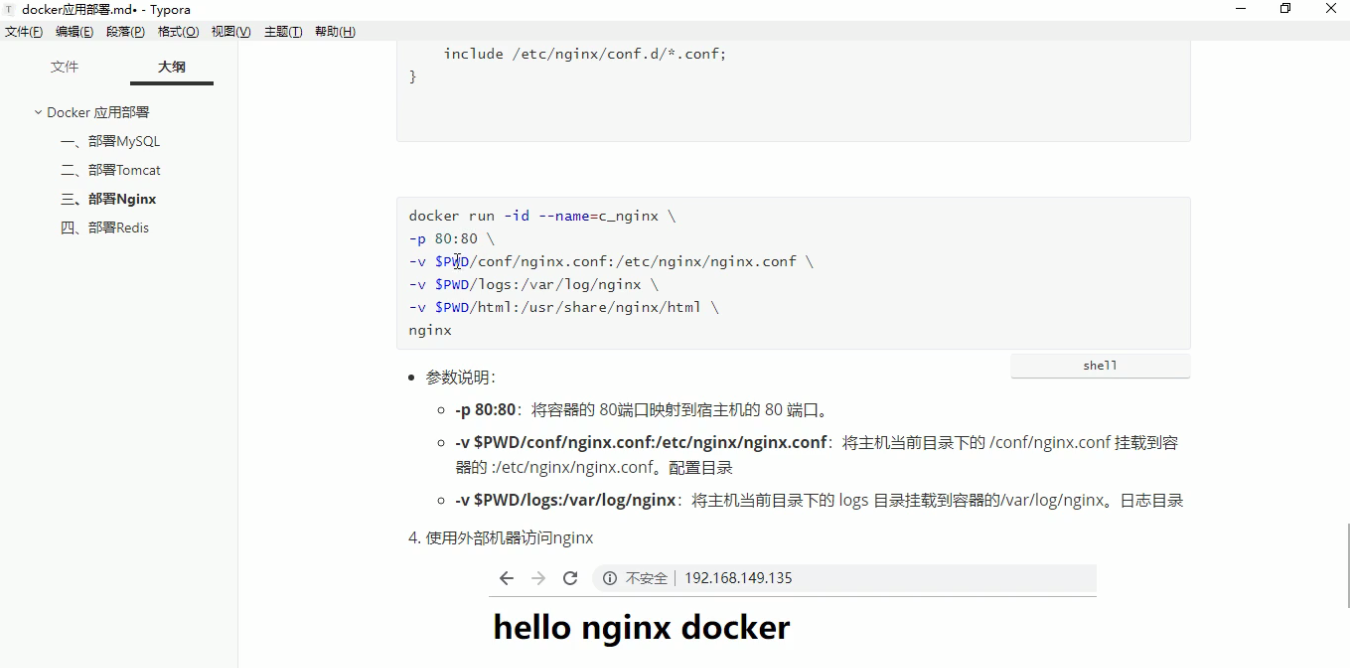 docker应用部署.md• - Typora
文件(F) 编辑(E) 段落(P) 格式(O) 视图(V) 主题(T) 帮助(H)
文件 大纲
Docker 应用部署
一、部署MySQL
二、部署Tomcat
三、部署Nginx
四、部署Redis
include /etc/nginx/conf.d/*.conf;
}
docker run -id --name=c_nginx \
-p 80:80 \
-v $PWD/conf/nginx.conf:/etc/nginx/nginx.conf \
-v $PWD/logs:/var/log/nginx \
-v $PWD/html:/usr/share/nginx/html \
nginx
shell
• 参数说明：
○ -p 80:80：将容器的 80端口映射到宿主机的 80 端口。
○ -v $PWD/conf/nginx.conf:/etc/nginx/nginx.conf：将主机当前目录下的 /conf/nginx.conf 挂载到容
器的 :/etc/nginx/nginx.conf。配置目录
○ -v $PWD/logs:/var/log/nginx：将主机当前目录下的 logs 目录挂载到容器的/var/log/nginx。日志目录
4. 使用外部机器访问nginx
不安全 | 192.168.149.135
hello nginx docker